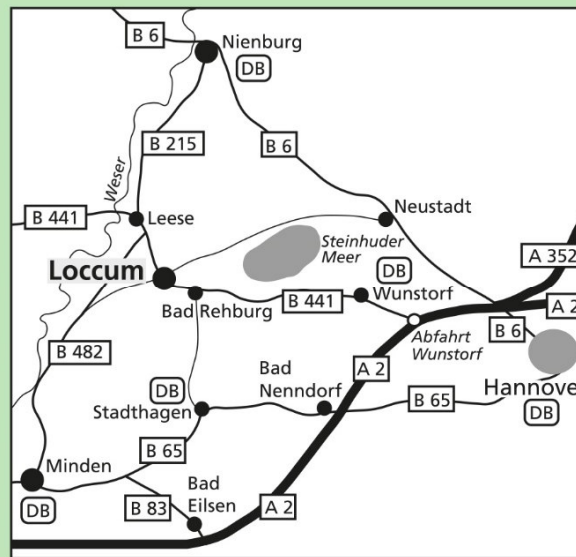 B 6
Nienburg
DB
B 215
B 6
Weser
B 441
Leese
Neustadt
Steinhuder
Meer
A 352
Loccum
DB
Bad Rehburg
B 441
Wunstorf
A 2
B 6
Abfahrt
Wunstorf
B 482
A 2
Bad
Nenndorf
Hannove
DB
Stadthagen
B 65
DB
B 65
Minden
Bad
Eilsen
A 2
B 83
DB